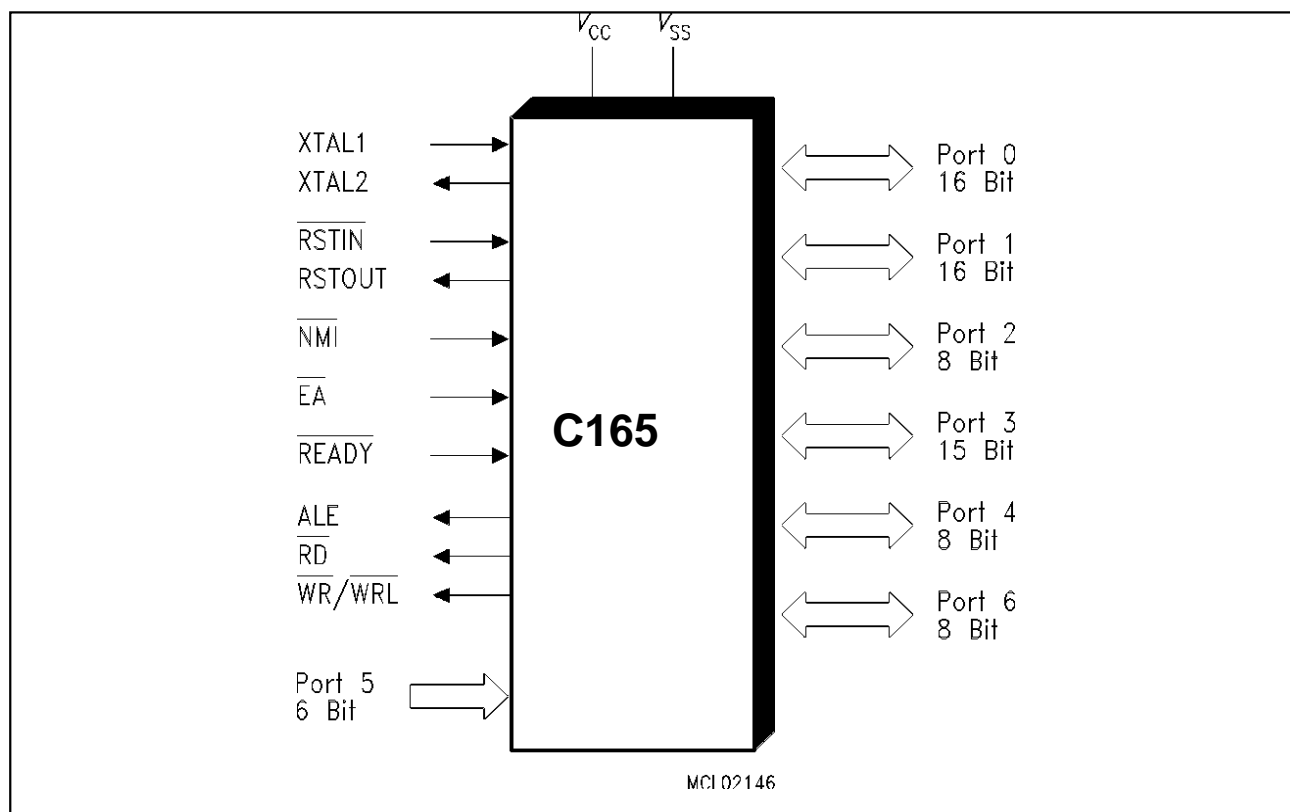 VCC VSS
XTAL1
XTAL2
RSTIN
RSTOUT
NMI
EA
READY
ALE
RD
WR/WRL
Port 5
6 Bit
C165
Port 0
16 Bit
Port 1
16 Bit
Port 2
8 Bit
Port 3
15 Bit
Port 4
8 Bit
Port 6
8 Bit
MCL02146